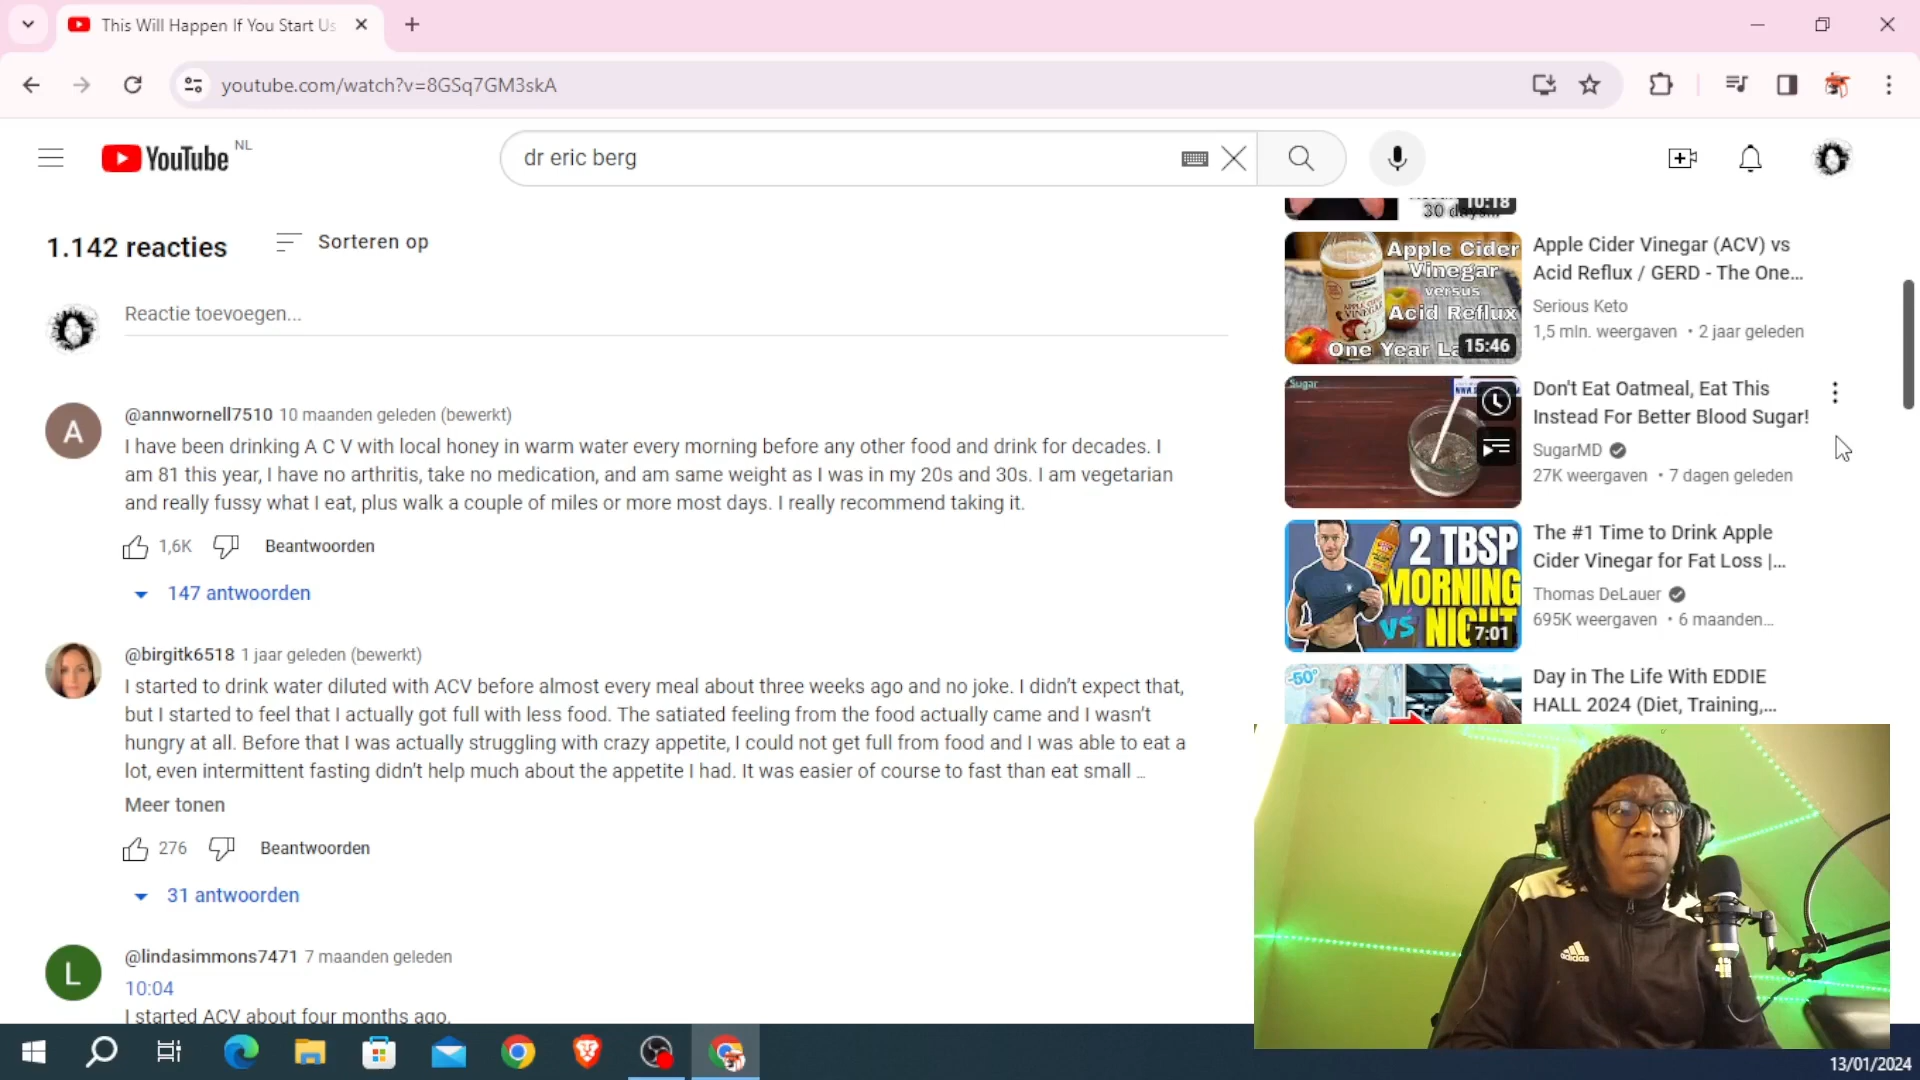 This Will Happen If You Start Us
youtube.com/watch?v=8GSq7GM3skA
YouTube NL
dr eric berg
1.142 reacties
Sorteren op
Reactie toevoegen...
A
@annwornell7510 10 maanden geleden (bewerkt)
I have been drinking A C V with local honey in warm water every morning before any other food and drink for decades. I
am 81 this year, I have no arthritis, take no medication, and am same weight as I was in my 20s and 30s. I am vegetarian
and really fussy what I eat, plus walk a couple of miles or more most days. I really recommend taking it.
1,6K Beantwoorden
147 antwoorden
@birgitk6518 1 jaar geleden (bewerkt)
I started to drink water diluted with ACV before almost every meal about three weeks ago and no joke. I didn't expect that,
but I started to feel that I actually got full with less food. The satiated feeling from the food actually came and I wasn't
hungry at all. Before that I was actually struggling with crazy appetite, I could not get full from food and I was able to eat a
lot, even intermittent fasting didn't help much about the appetite I had. It was easier of course to fast than eat small ...
Meer tonen
276 Beantwoorden
31 antwoorden
L
@lindasimmons7471 7 maanden geleden
10:04
I started ACV about four months ago.
30 days...
10:18
Apple Cider
Vinegar
versus
Acid Reflux
One Year
15:46
APPLE CIDER
VINEGAR
Apple Cider Vinegar (ACV) vs
Acid Reflux / GERD - The One...
Serious Keto
1,5 mln. weergaven • 2 jaar geleden
Sugar
Don't Eat Oatmeal, Eat This
Instead For Better Blood Sugar!
SugarMD
27K weergaven • 7 dagen geleden
2 TBSP
MORNING
VS NIGHT
7:01
The #1 Time to Drink Apple
Cider Vinegar for Fat Loss |...
Thomas DeLauer
695K weergaven • 6 maanden...
-60°
Day in The Life With EDDIE
HALL 2024 (Diet, Training,...
adidas
13/01/2024